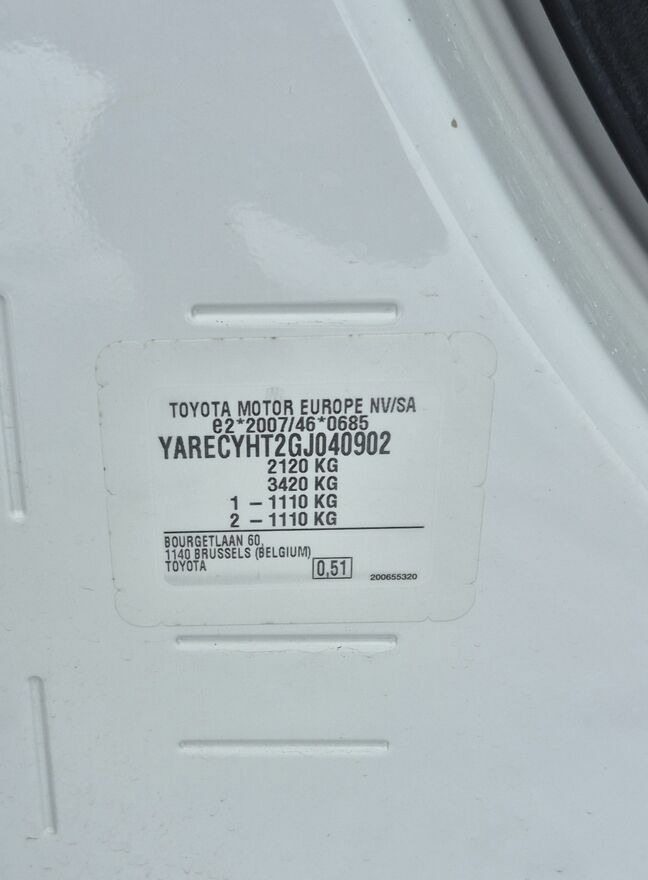 TOYOTA MOTOR EUROPE NV/SA
e2*2007/46*0685
YARECYHT2GJ040902
2120 KG
3420 KG
1 – 1110 KG
2 – 1110 KG
BOURGETLAAN 60,
1140 BRUSSELS (BELGIUM)
TOYOTA
0,51
200655320